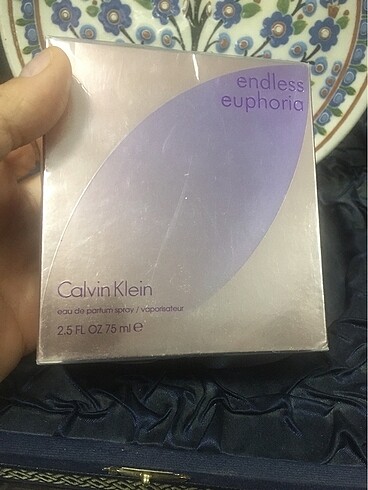 endless
euphoria
Calvin Klein
eau de parfum spray / vaporisateur
2.5 FL OZ 75 ml ℮